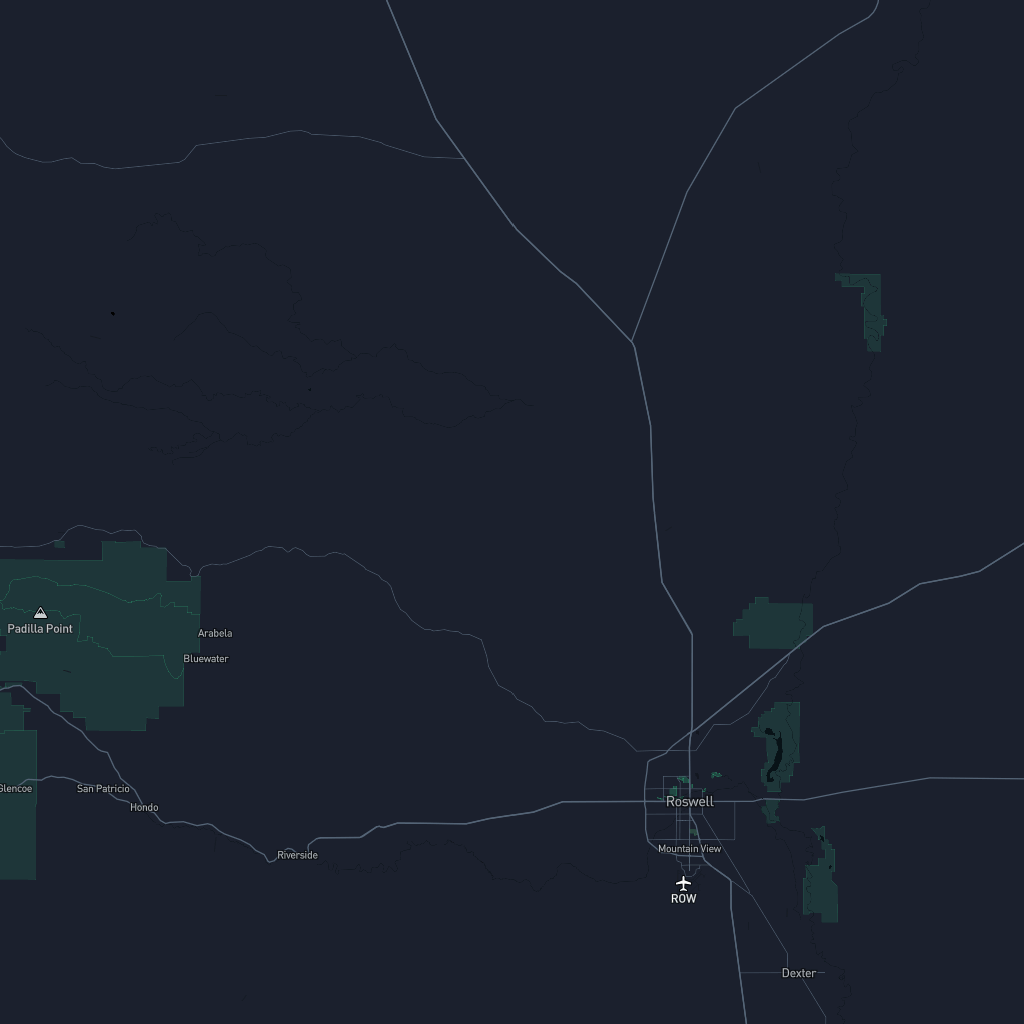 Padilla Point
Arabela
Bluewater
Glencoe
San Patricio
Hondo
Roswell
Mountain View
Riverside
ROW
Dexter